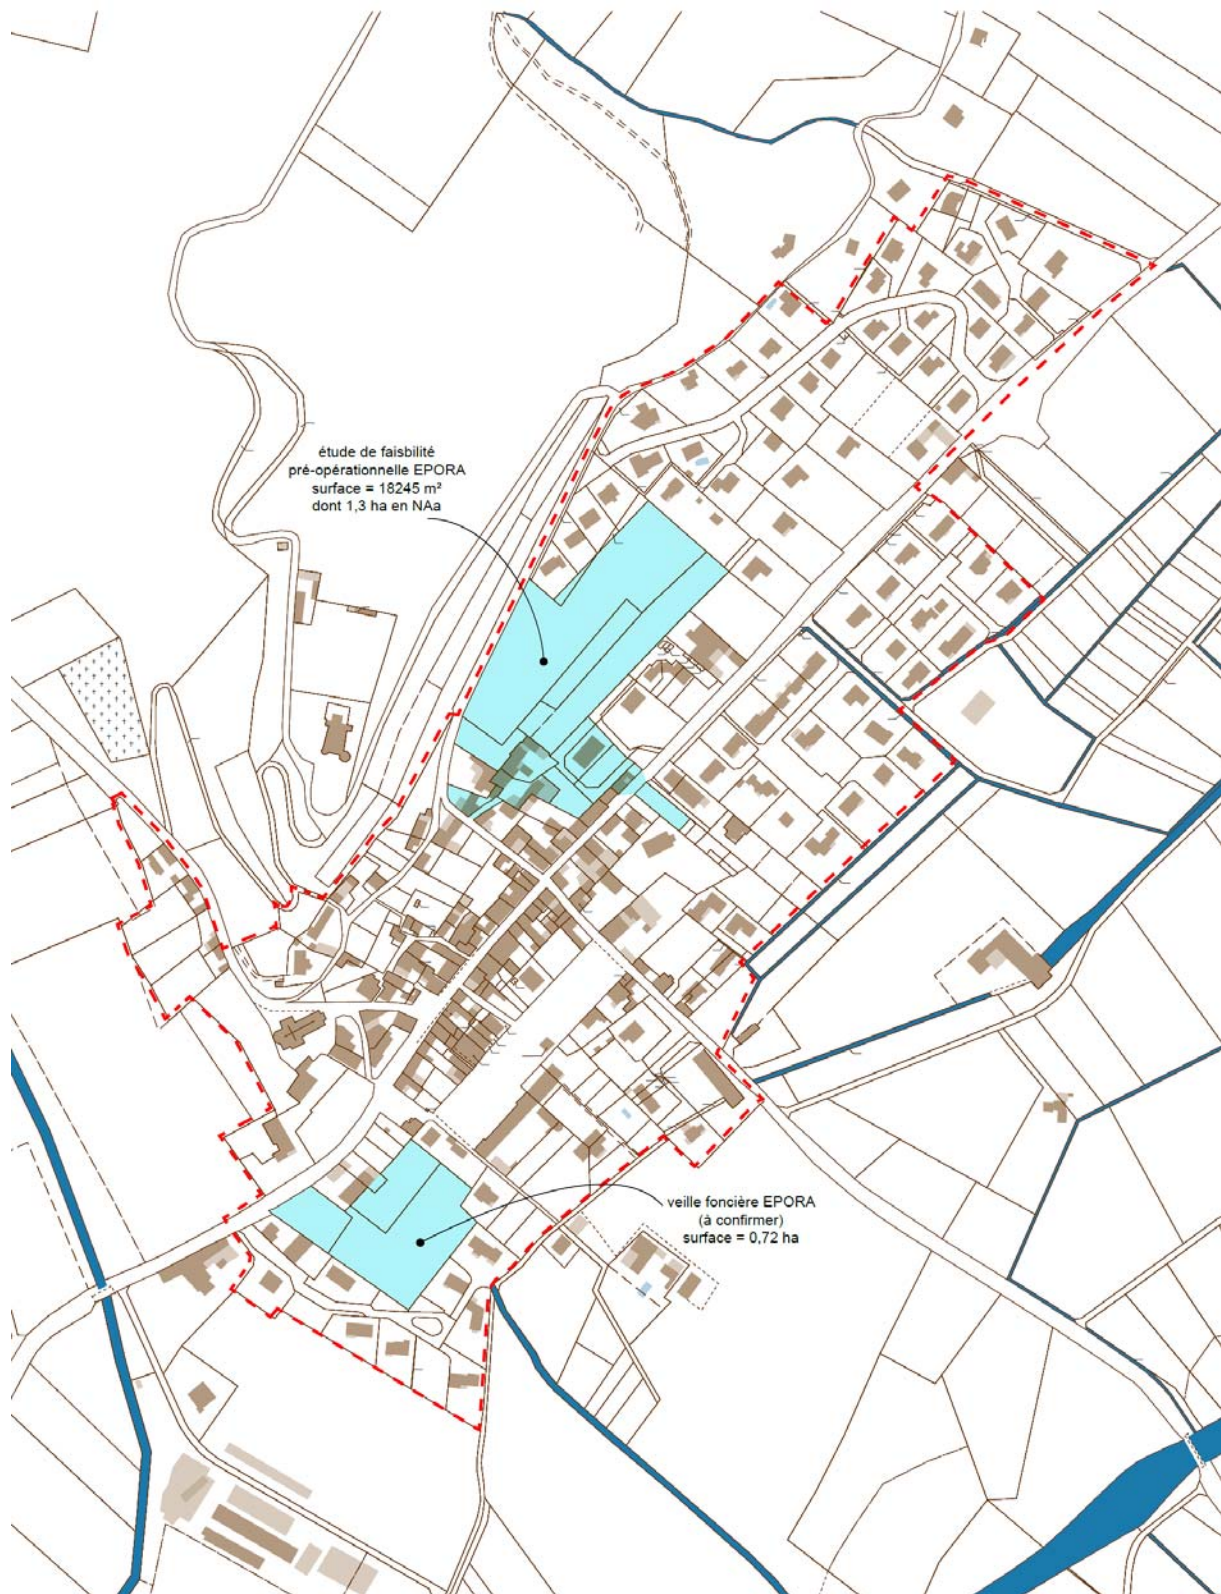 étude de faisbilité
pré-opérationnelle EPORA
surface = 18245 m²
dont 1,3 ha en NAa
veille foncière EPORA
(à confirmer)
surface = 0,72 ha